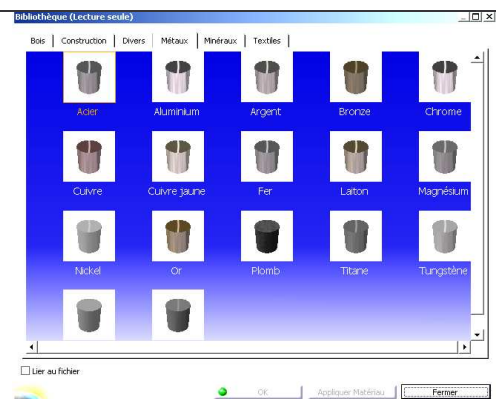 Bibliothèque (Lecture seule)
Bois Construction Divers Métaux Minéraux Textiles
Acier Aluminium Argent Bronze Chrome
Cuivre Cuivre jaune Fer Laiton Magnésium
Nickel Or Plomb Titane Tungstène
Lier au fichier
OK Appliquer Matériau Fermer